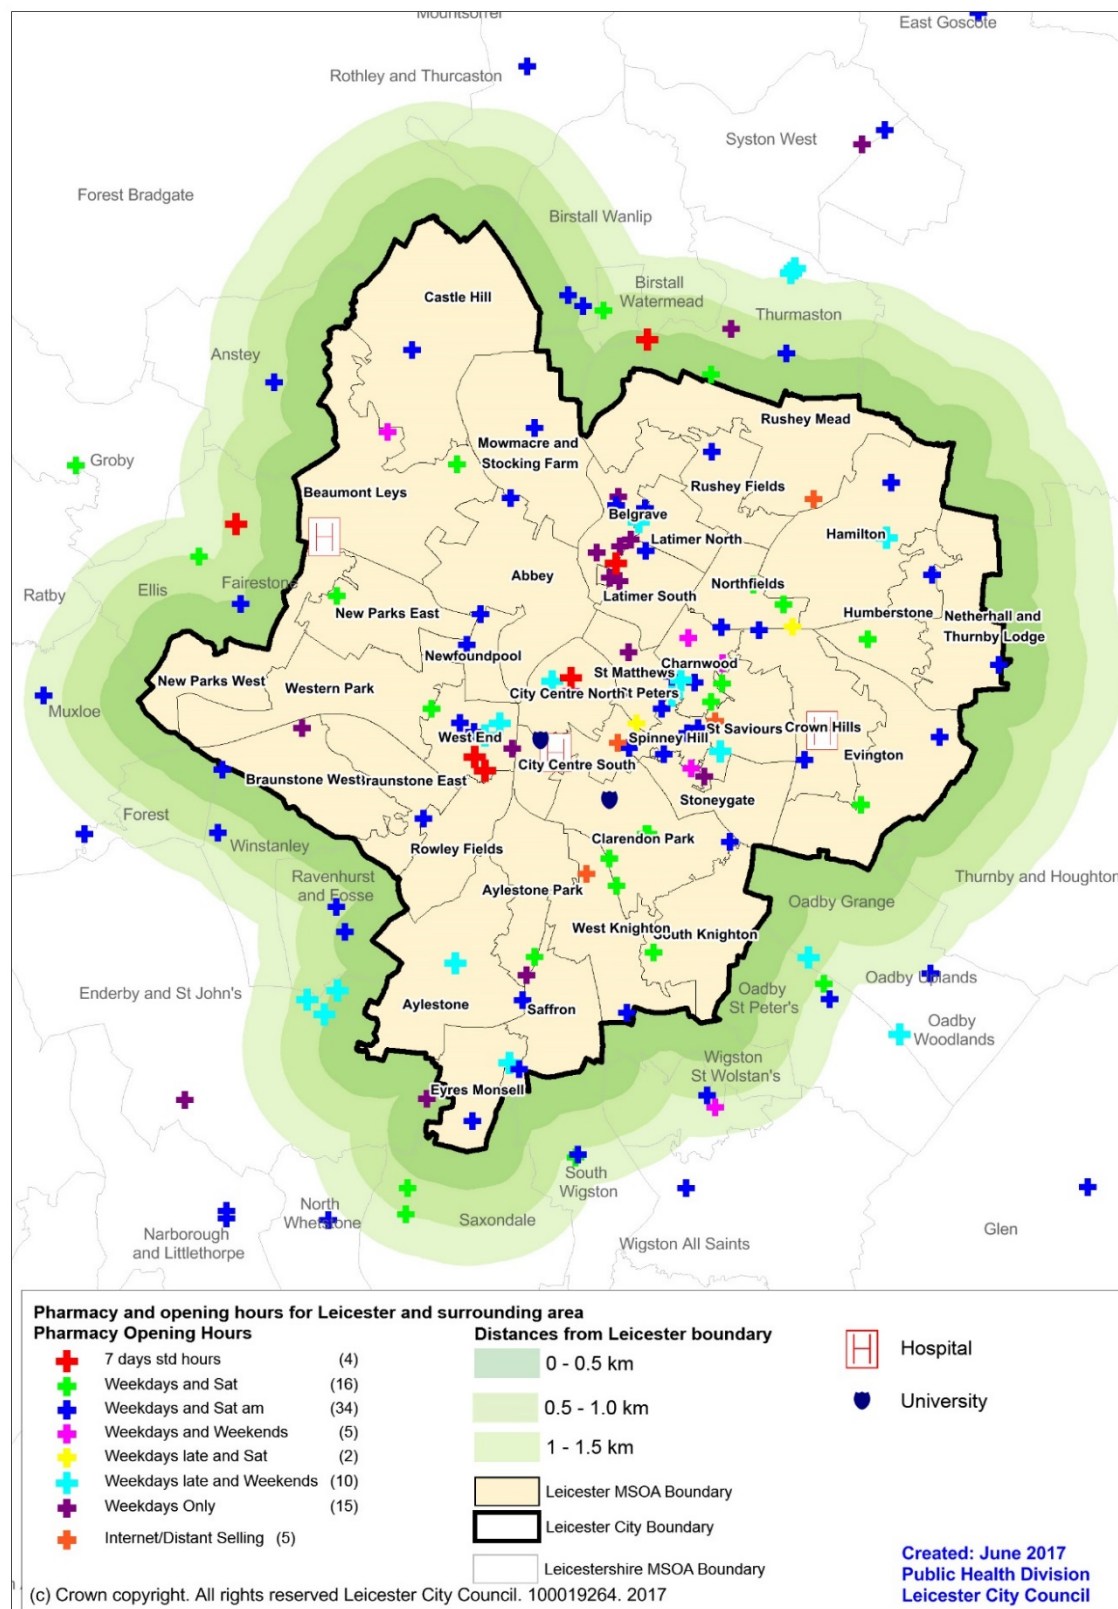 Mountsorrel
East Goscote
Rothley and Thurcaston
Syston West
Forest Bradgate
Birstall Wanlip
Birstall
Watermead
Castle Hill
Thurmaston
Anstey
Rushey Mead
Mowmacre and
Stocking Farm
Groby
Beaumont Leys
Rushey Fields
Belgrave
Hamilton
Latimer North
Abbey
Ellis
Fairestone
Northfields
Ratby
Latimer South
New Parks East
Humberstone
Netherhall and
Thurnby Lodge
Newfoundpool
Charnwood
St Matthews
New Parks West
Western Park
City Centre North
St Peters
Muxloe
St Saviours
Crown Hills
West End
Spinney Hill
Evington
City Centre South
Braunstone West
Braunstone East
Stoneygate
Forest
Winstanley
Clarendon Park
Rowley Fields
Ravenhurst
and Fosse
Aylestone Park
Thurnby and Houghton
Oadby Grange
West Knighton
South Knighton
Oadby Uplands
Enderby and St John's
Oadby
St Peter's
Aylestone
Saffron
Oadby
Woodlands
Wigston
St Wolstan's
Eyres Monsell
South
Wigston
North
Whetstone
Saxondale
Narborough
and Littlethorpe
Wigston All Saints
Glen
H
H
H
Pharmacy and opening hours for Leicester and surrounding area
Pharmacy Opening Hours
7 days std hours (4)
Weekdays and Sat (16)
Weekdays and Sat am (34)
Weekdays and Weekends (5)
Weekdays late and Sat (2)
Weekdays late and Weekends (10)
Weekdays Only (15)
Internet/Distant Selling (5)
Distances from Leicester boundary
0 - 0.5 km
0.5 - 1.0 km
1 - 1.5 km
Leicester MSOA Boundary
Leicester City Boundary
Leicestershire MSOA Boundary
H Hospital
University
Created: June 2017
Public Health Division
Leicester City Council
(c) Crown copyright. All rights reserved Leicester City Council. 100019264. 2017